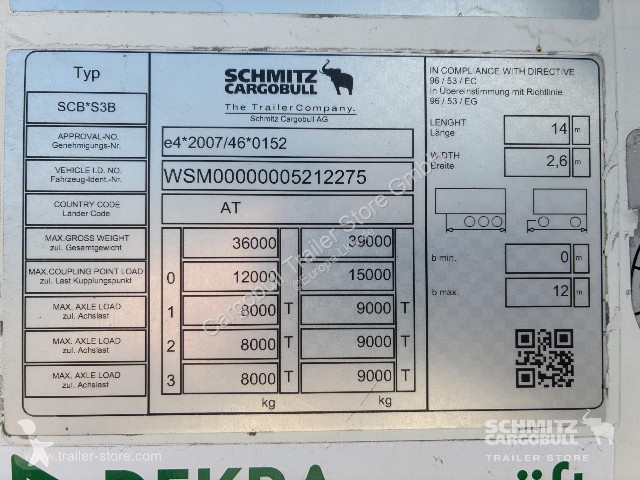 Typ
SCB*S3B
SCHMITZ
CARGOBULL
The Trailer Company.
Schmitz Cargobull AG
IN COMPLIANCE WITH DIRECTIVE
96 / 53 / EC
In Übereinstimmung mit Richtlinie
96 / 53 / EG
APPROVAL-NO.
Genehmigungs-Nr.
e4*2007/46*0152
LENGHT
Länge
14 m
VEHICLE I.D. NO.
Fahrzeug-Ident.-Nr.
WSM00000005212275
WIDTH
Breite
2,6 m
COUNTRY CODE
Länder Code
AT
MAX.GROSS WEIGHT
zul. Gesamtgewicht
36000 39000
b min. 0 m
MAX.COUPLING POINT LOAD
zul. Last Kupplungspunkt
0 12000 15000
b max. 12 m
MAX. AXLE LOAD
zul. Achslast
1 8000 T 9000 T
MAX. AXLE LOAD
zul. Achslast
2 8000 T 9000 T
MAX. AXLE LOAD
zul. Achslast
3 8000 T 9000 T
kg kg
Cargobull Trailer Store GmbH
SCHMITZ
CARGOBULL
www.trailer-store.com
www.trailer-store.com
DEKRA